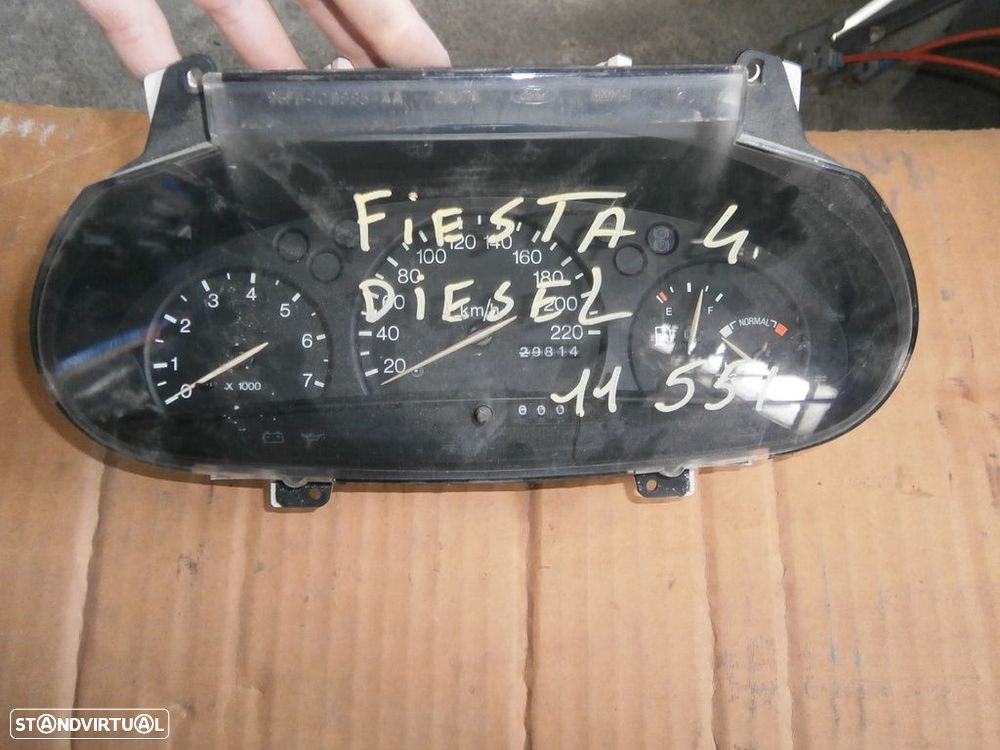 FiESTA 4.
DiESEL
11 551
0 1 2 3 4 5 6 7
X 1000
20 40 60 80 100 120 140 160 180 200 220
km/h
29814
E F
NORMAL
STANDVIRTUAL